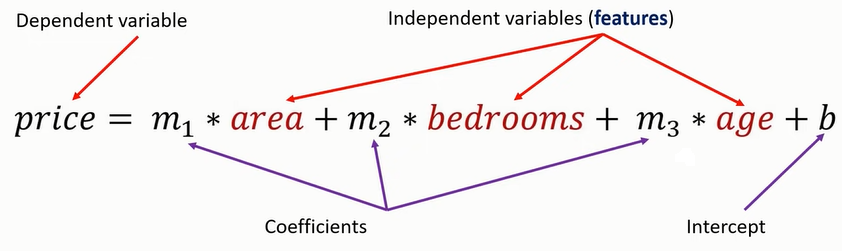 Dependent variable
Independent variables (features)
price = m₁ * area + m₂ * bedrooms + m₃ * age + b
Coefficients
Intercept